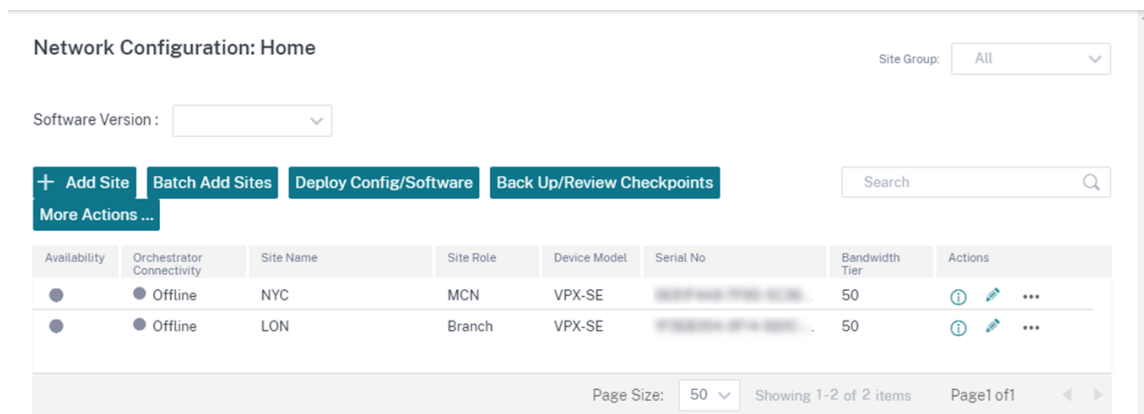 Network Configuration: Home
Site Group: All
Software Version :
+ Add Site Batch Add Sites Deploy Config/Software Back Up/Review Checkpoints Search
More Actions ...
Availability Orchestrator Connectivity Site Name Site Role Device Model Serial No Bandwidth Tier Actions
Offline NYC MCN VPX-SE 50 ...
Offline LON Branch VPX-SE 50 ...
Page Size: 50 Showing 1-2 of 2 items Page1 of1